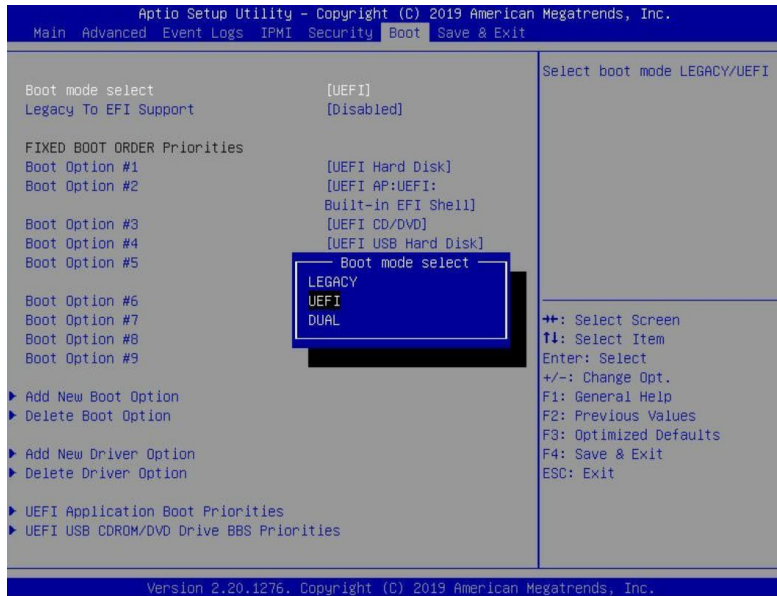 Aptio Setup Utility - Copyright (C) 2019 American Megatrends, Inc.
Main Advanced Event Logs IPMI Security Boot Save & Exit
Boot mode select [UEFI]
Legacy To EFI Support [Disabled]
FIXED BOOT ORDER Priorities
Boot Option #1 [UEFI Hard Disk]
Boot Option #2 [UEFI AP:UEFI:
Built-in EFI Shell]
Boot Option #3 [UEFI CD/DVD]
Boot Option #4 [UEFI USB Hard Disk]
Boot Option #5
Boot Option #6
Boot Option #7
Boot Option #8
Boot Option #9
Boot mode select
LEGACY
UEFI
DUAL
Add New Boot Option
Delete Boot Option
Add New Driver Option
Delete Driver Option
UEFI Application Boot Priorities
UEFI USB CDROM/DVD Drive BBS Priorities
Select boot mode LEGACY/UEFI
→←: Select Screen
↑↓: Select Item
Enter: Select
+/-: Change Opt.
F1: General Help
F2: Previous Values
F3: Optimized Defaults
F4: Save & Exit
ESC: Exit
Version 2.20.1276. Copyright (C) 2019 American Megatrends, Inc.